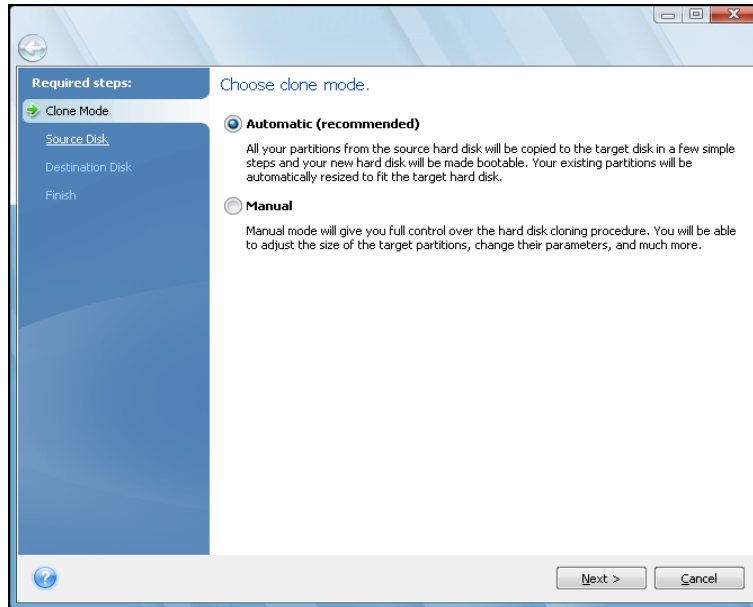 Required steps:
Clone Mode
Source Disk
Destination Disk
Finish
Choose clone mode.
Automatic (recommended)
All your partitions from the source hard disk will be copied to the target disk in a few simple
steps and your new hard disk will be made bootable. Your existing partitions will be
automatically resized to fit the target hard disk.
Manual
Manual mode will give you full control over the hard disk cloning procedure. You will be able
to adjust the size of the target partitions, change their parameters, and much more.
Next >
Cancel